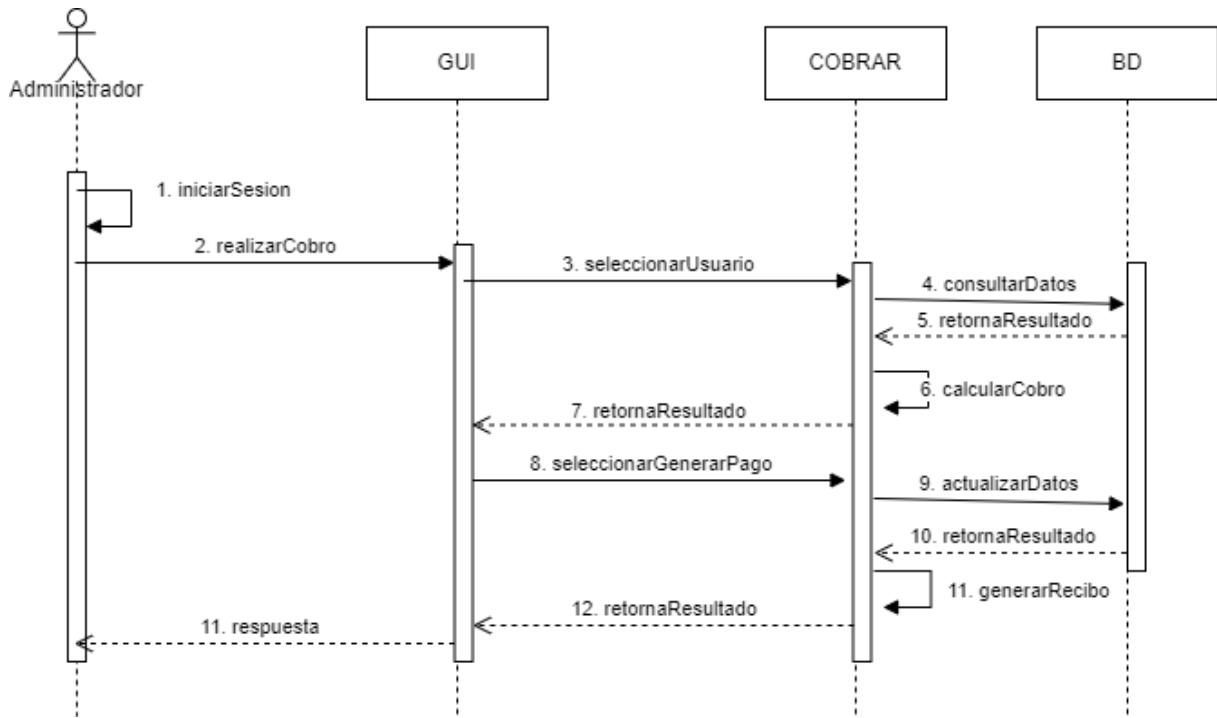 GUI
COBRAR
BD
Administrador
1. iniciarSesion
2. realizarCobro
3. seleccionarUsuario
4. consultarDatos
5. retornaResultado
6. calcularCobro
7. retornaResultado
8. seleccionarGenerarPago
9. actualizarDatos
10. retornaResultado
11. generarRecibo
12. retornaResultado
11. respuesta